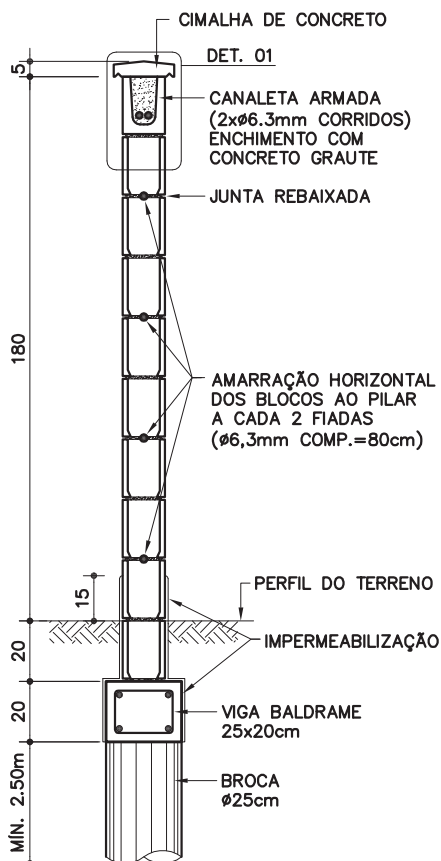 CIMALHA DE CONCRETO
DET. 01
5
CANALETA ARMADA
(2xø6.3mm CORRIDOS)
ENCHIMENTO COM
CONCRETO GRAUTE
JUNTA REBAIXADA
180
AMARRAÇÃO HORIZONTAL
DOS BLOCOS AO PILAR
A CADA 2 FIADAS
(ø6,3mm COMP.=80cm)
15
PERFIL DO TERRENO
20
IMPERMEABILIZAÇÃO
20
VIGA BALDRAME
25x20cm
MÍN. 2.50m
BROCA
ø25cm